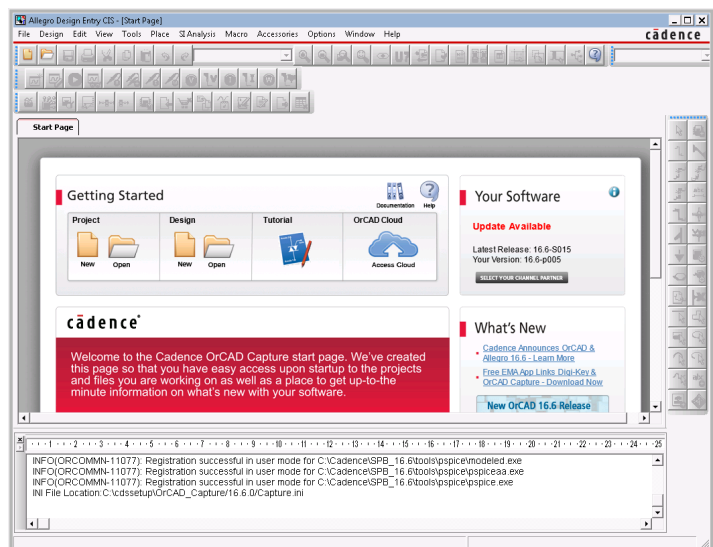 Allegro Design Entry CIS - [Start Page]
File Design Edit View Tools Place SI Analysis Macro Accessories Options Window Help
cādence
U?
Start Page
Getting Started
Documentation
Help
Project
New
Open
Design
New
Open
Tutorial
OrCAD Cloud
Access Cloud
Your Software
Update Available
Latest Release: 16.6-S015
Your Version: 16.6-p005
SELECT YOUR CHANNEL PARTNER
cādence®
Welcome to the Cadence OrCAD Capture start page. We've created
this page so that you have easy access upon startup to the projects
and files you are working on as well as a place to get up-to-the
minute information on what's new with your software.
What's New
Cadence Announces OrCAD &
Allegro 16.6 - Learn More
Free EMA App Links Digi-Key &
OrCAD Capture - Download Now
New OrCAD 16.6 Release
1 2 3 4 5 6 7 8 9 10 11 12 13 14 15 16 17 18 19 20 21 22 23 24 25
INFO(ORCOMMN-11077): Registration successful in user mode for C:\Cadence\SPB_16.6\tools\pspice\modeled.exe
INFO(ORCOMMN-11077): Registration successful in user mode for C:\Cadence\SPB_16.6\tools\pspice\pspiceaa.exe
INFO(ORCOMMN-11077): Registration successful in user mode for C:\Cadence\SPB_16.6\tools\pspice\pspice.exe
INI File Location:C:\cdssetup\OrCAD_Capture/16.6.0/Capture.ini